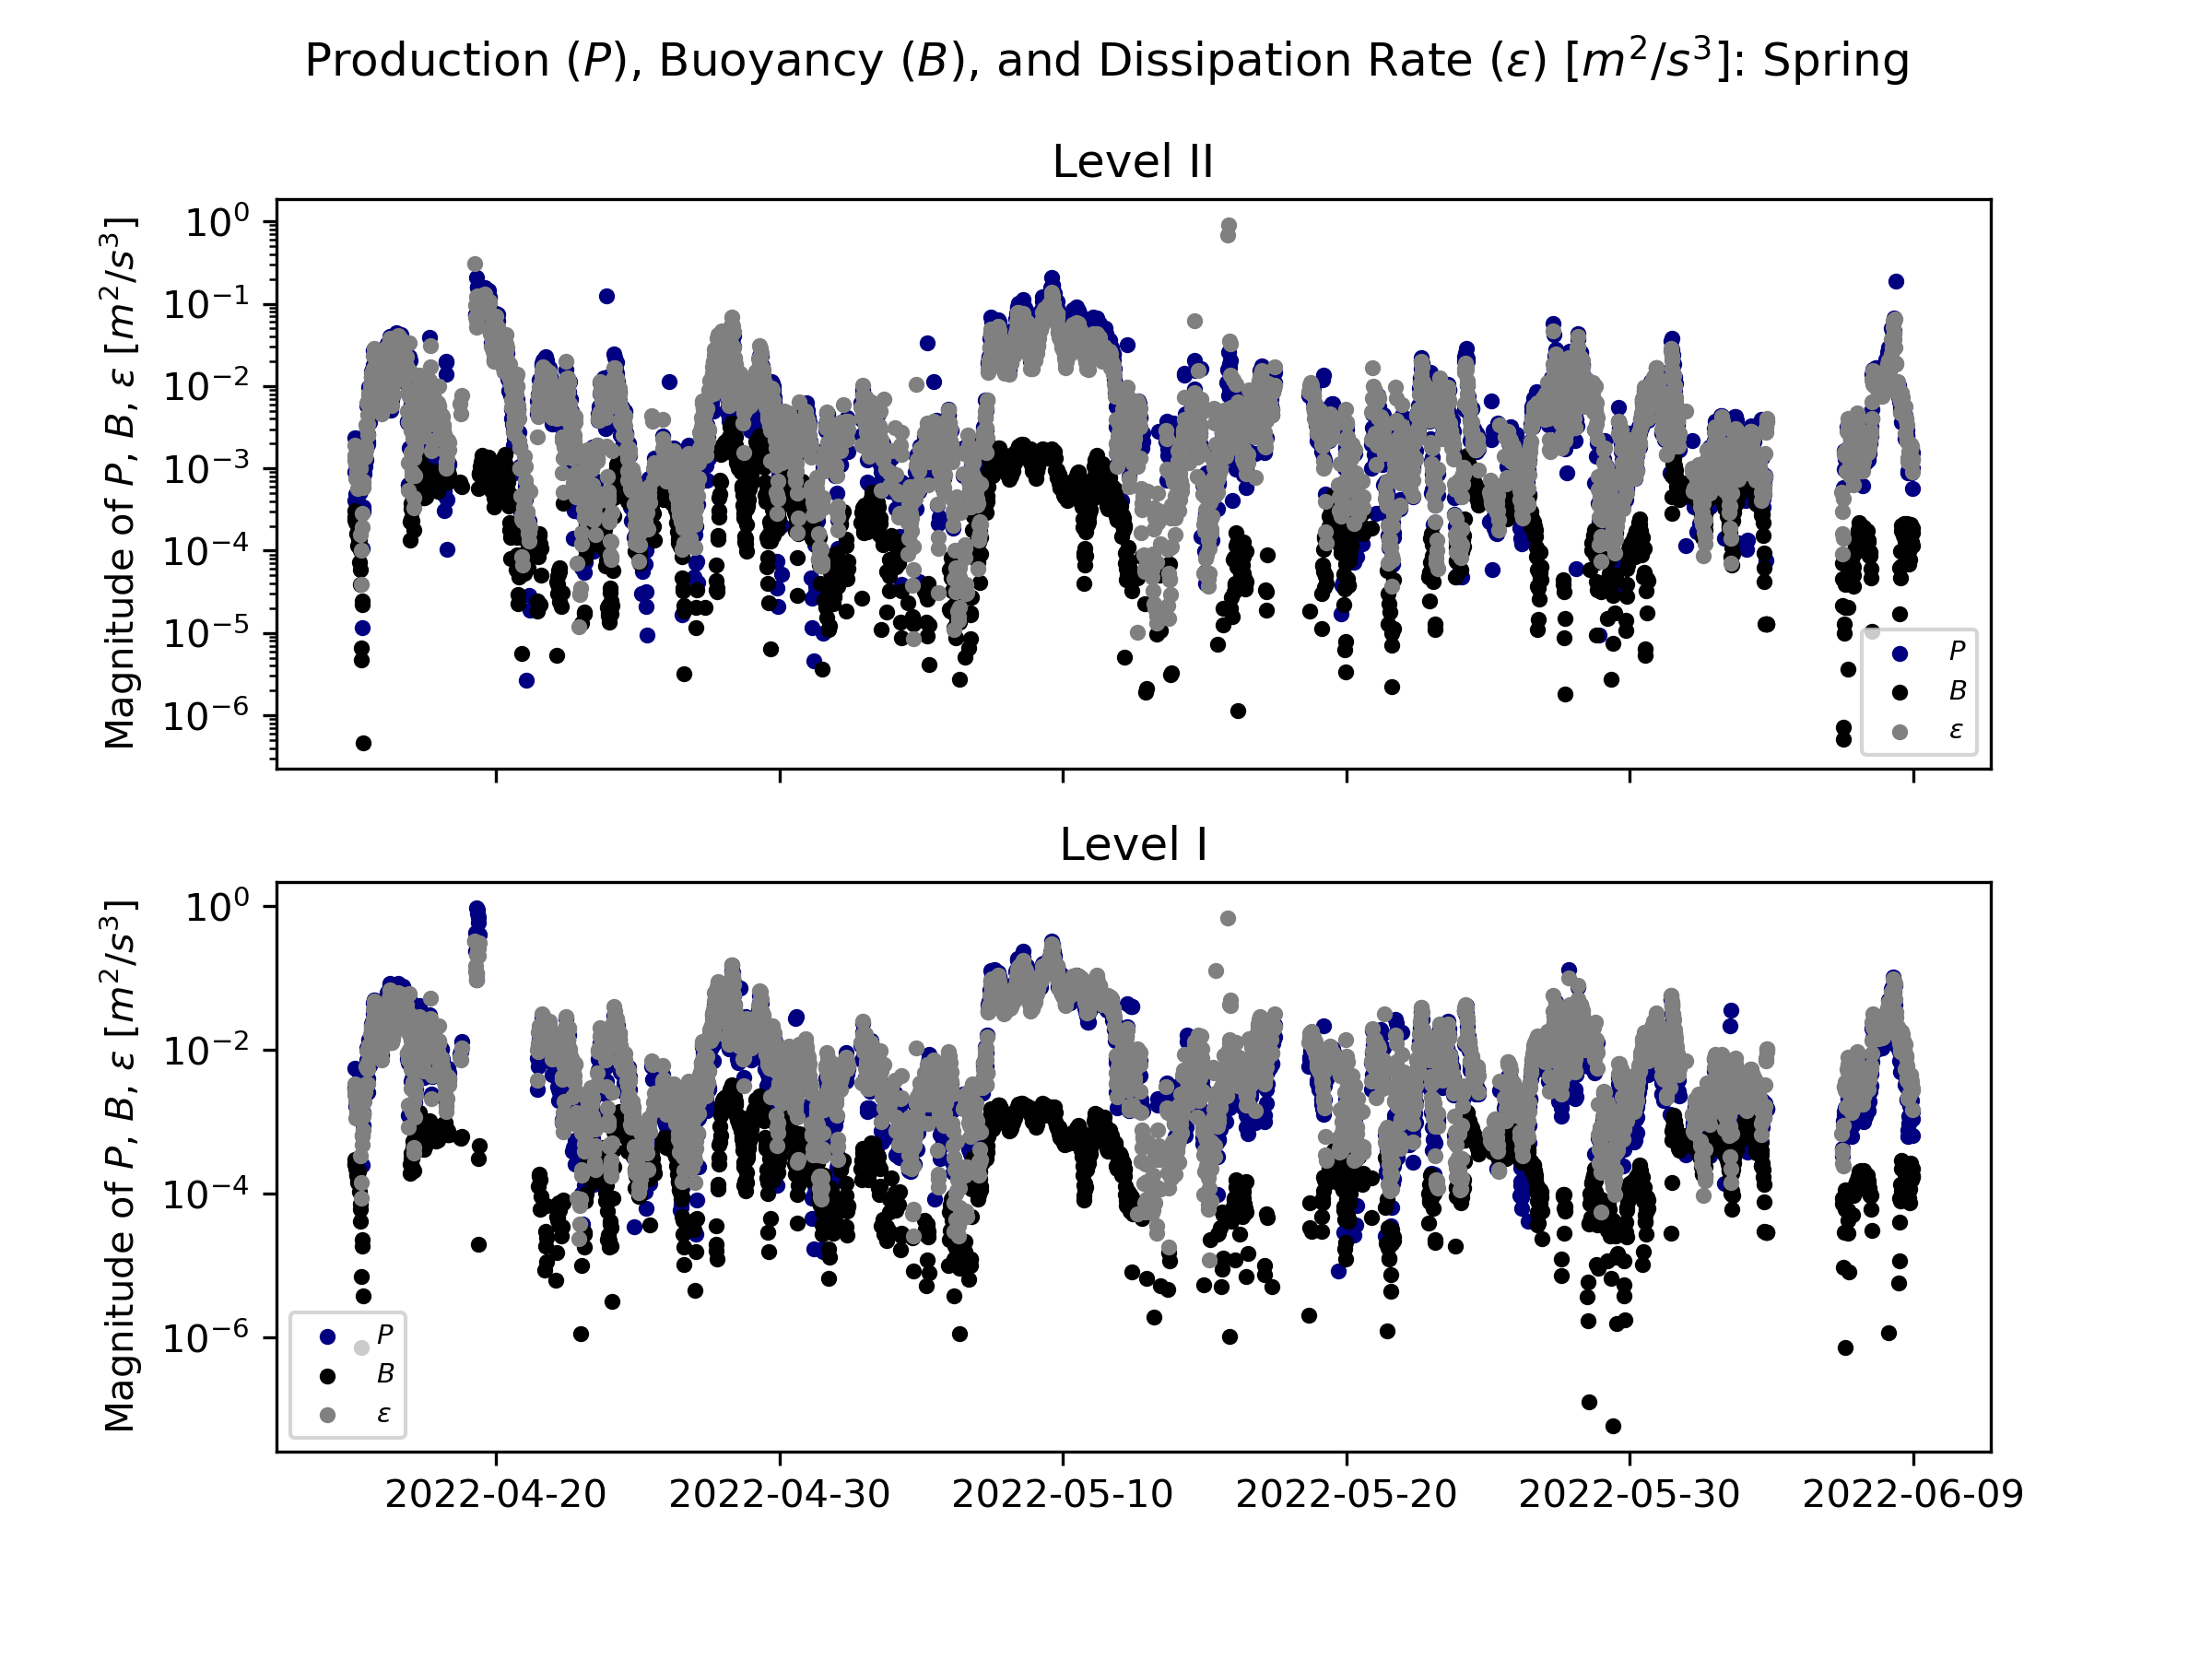 Production (P), Buoyancy (B), and Dissipation Rate (ε) [m²/s³]: Spring
Level II
Magnitude of P, B, ε [m²/s³]
10⁰
10⁻¹
10⁻²
10⁻³
10⁻⁴
10⁻⁵
10⁻⁶
P
B
ε
Level I
Magnitude of P, B, ε [m²/s³]
10⁰
10⁻²
10⁻⁴
10⁻⁶
P
B
ε
2022-04-20 2022-04-30 2022-05-10 2022-05-20 2022-05-30 2022-06-09